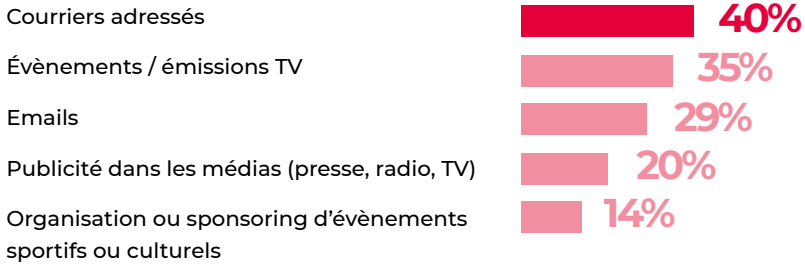 Courriers adressés 40%
Évènements / émissions TV 35%
Emails 29%
Publicité dans les médias (presse, radio, TV) 20%
Organisation ou sponsoring d’évènements 14%
sportifs ou culturels